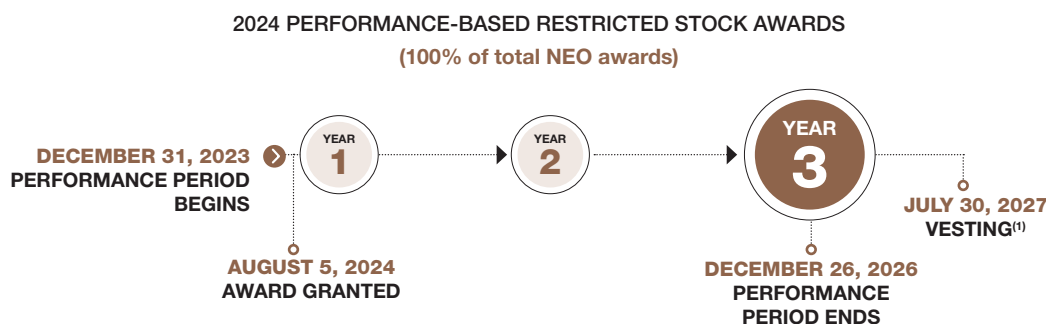 2024 PERFORMANCE-BASED RESTRICTED STOCK AWARDS
(100% of total NEO awards)
DECEMBER 31, 2023
PERFORMANCE PERIOD
BEGINS
YEAR
1
YEAR
2
YEAR
3
AUGUST 5, 2024
AWARD GRANTED
DECEMBER 26, 2026
PERFORMANCE
PERIOD ENDS
JULY 30, 2027
VESTING(1)